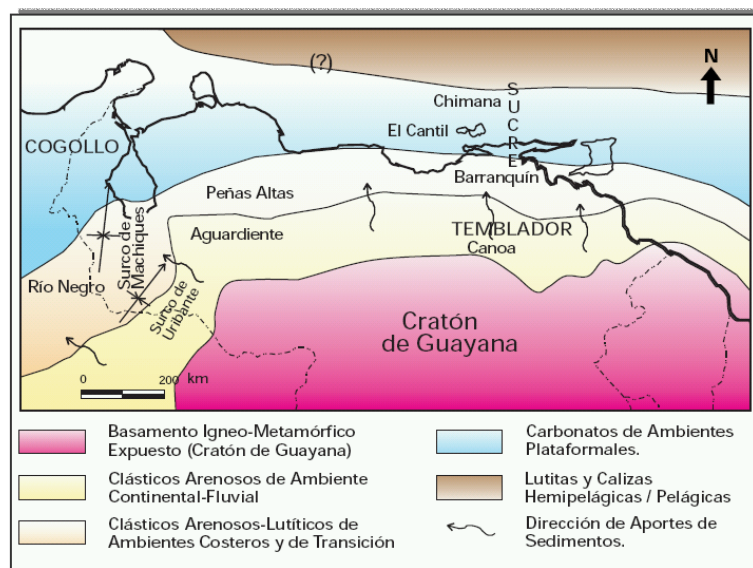 (?)
N
Chimana
SUCRE
El Cantil
COGOLLO
Barranquín
Peñas Altas
Surco de
Machiques
Aguardiente
TEMBLADOR
Canoa
Río Negro
Surco de
Uribante
Cratón
de Guayana
0 200 km
Basamento Igneo-Metamórfico
Expuesto (Cratón de Guayana)
Clásticos Arenosos de Ambiente
Continental-Fluvial
Clásticos Arenosos-Lutíticos de
Ambientes Costeros y de Transición
Carbonatos de Ambientes
Plataformales.
Lutitas y Calizas
Hemipelágicas / Pelágicas
Dirección de Aportes de
Sedimentos.